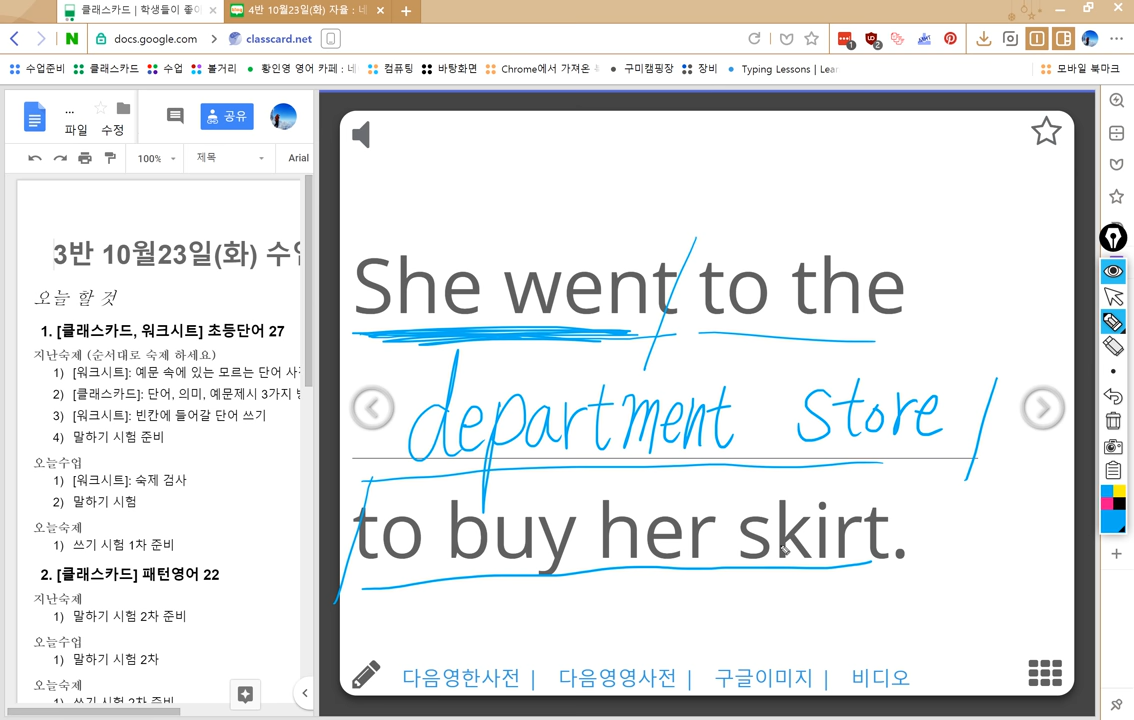 클래스카드 | 학생들이 좋아
4반 10월23일(화) 자율 : 네
docs.google.com > classcard.net
수업준비 클래스카드 수업 볼거리 황인영 영어 카페 : 네 컴퓨팅 바탕화면 Chrome에서 가져온 구미캠핑장 장비 Typing Lessons | Lear 모바일 북마크
...
파일 수정
공유
100% 제목 Arial
3반 10월23일(화) 수업
오늘 할 것
1. [클래스카드, 워크시트] 초등단어 27
지난숙제 (순서대로 숙제 하세요)
1) [워크시트]: 예문 속에 있는 모르는 단어 사
2) [클래스카드]: 단어, 의미, 예문제시 3가지 방
3) [워크시트]: 빈칸에 들어갈 단어 쓰기
4) 말하기 시험 준비
오늘수업
1) [워크시트]: 숙제 검사
2) 말하기 시험
오늘숙제
1) 쓰기 시험 1차 준비
2. [클래스카드] 패턴영어 22
지난숙제
1) 말하기 시험 2차 준비
오늘수업
1) 말하기 시험 2차
오늘숙제
1) 쓰기 시험 2차 준비
She went to the
department store
to buy her skirt.
다음영한사전 | 다음영영사전 | 구글이미지 | 비디오